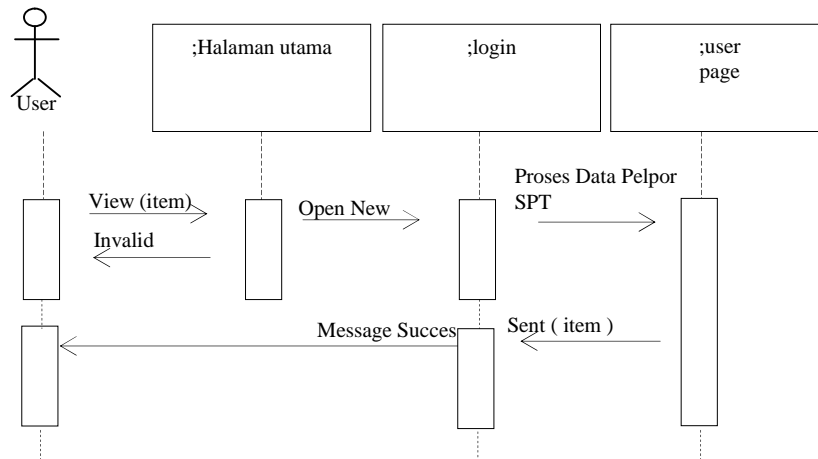 User
;Halaman utama
;login
;user
page
View (item)
Invalid
Open New
Proses Data Pelpor
SPT
Message Succes
Sent ( item )